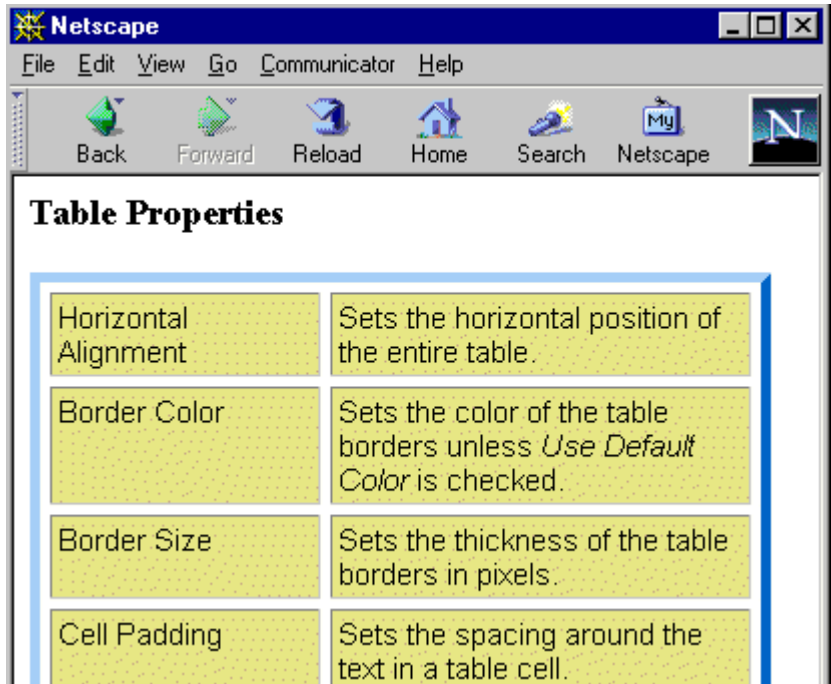 Netscape
File Edit View Go Communicator Help
Back Forward Reload Home Search My Netscape N
Table Properties
Horizontal
Alignment
Sets the horizontal position of
the entire table.
Border Color
Sets the color of the table
borders unless Use Default
Color is checked.
Border Size
Sets the thickness of the table
borders in pixels.
Cell Padding
Sets the spacing around the
text in a table cell.